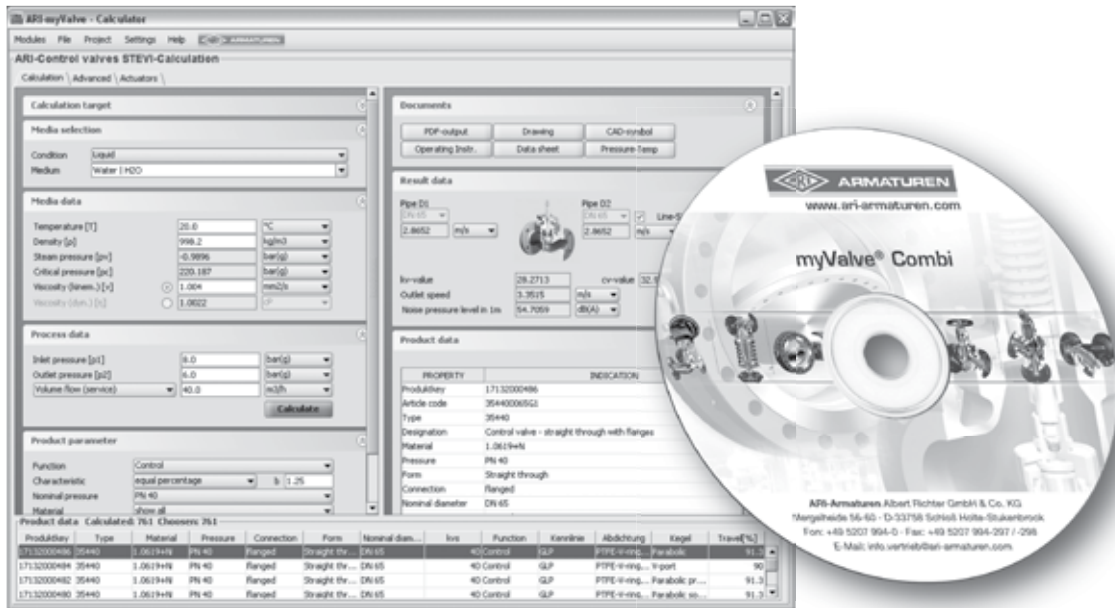 ARI-myValve - Calculator
Modules File Project Settings Help ARI ARMATUREN
ARI-Control valves STEVI-Calculation
Calculation Advanced Actuators
Calculation target
Media selection
Condition Liquid
Medium Water | H2O
Media data
Temperature [T] 20.0 °C
Density [ρ] 998.2 kg/m3
Steam pressure [pv] -0.9896 bar(g)
Critical pressure [pc] 220.187 bar(g)
Viscosity (kinem.) [v] 1.004 mm2/s
Viscosity (dyn.) 1.0022 cP
Process data
Inlet pressure [p1] 8.0 bar(g)
Outlet pressure [p2] 6.0 bar(g)
Volume flow (service) 40.0 m3/h
Calculate
Product parameter
Function Control
Characteristic equal percentage b 1.25
Nominal pressure PN 40
Material show all
Documents
PDF-output Drawing CAD-symbol
Operating Instr. Data sheet Pressure-Temp
Result data
Pipe D1 Pipe D2
DN 65 DN 65
2.8652 m/s 2.8652 m/s
kv-value 28.2713 cv-value
Outlet speed 3.3515 m/s
Noise pressure level in 1m 54.7059 dB(A)
Product data
PROPERTY INDICATION
Produktkey 17132000486
Article code
Type 35440
Designation Control valve - straight through with flanges
Material 1.0619+N
Pressure PN 40
Form Straight through
Connection flanged
Nominal diameter DN 65
Product data Calculated: 761 Choosen: 761
Produktkey Type Material Pressure Connection Form Nominal diam... kvs Function Kennlinie Abdichtung Kegel Travel[%]
17132000486 35440 1.0619+N PN 40 flanged Straight thr... DN 65 40 Control GLP PTFE-V-ring... Parabolic 91.3
17132000484 35440 1.0619+N PN 40 flanged Straight thr... DN 65 40 Control GLP PTFE-V-ring... V-port 90
17132000482 35440 1.0619+N PN 40 flanged Straight thr... DN 65 40 Control GLP PTFE-V-ring... Parabolic pr... 91.3
17132000480 35440 1.0619+N PN 40 flanged Straight thr... DN 65 40 Control GLP PTFE-V-ring... Parabolic so... 91.3
ARI ARMATUREN
www.ari-armaturen.com
myValve® Combi
ARI-Armaturen Albert Richter GmbH & Co. KG
Mergelheide 56-60 - D-33758 Schloß Holte-Stukenbrock
Fon: +49 5207 994-0 - Fax: +49 5207 994-297 / -298
E-Mail: info.vertrieb@ari-armaturen.com